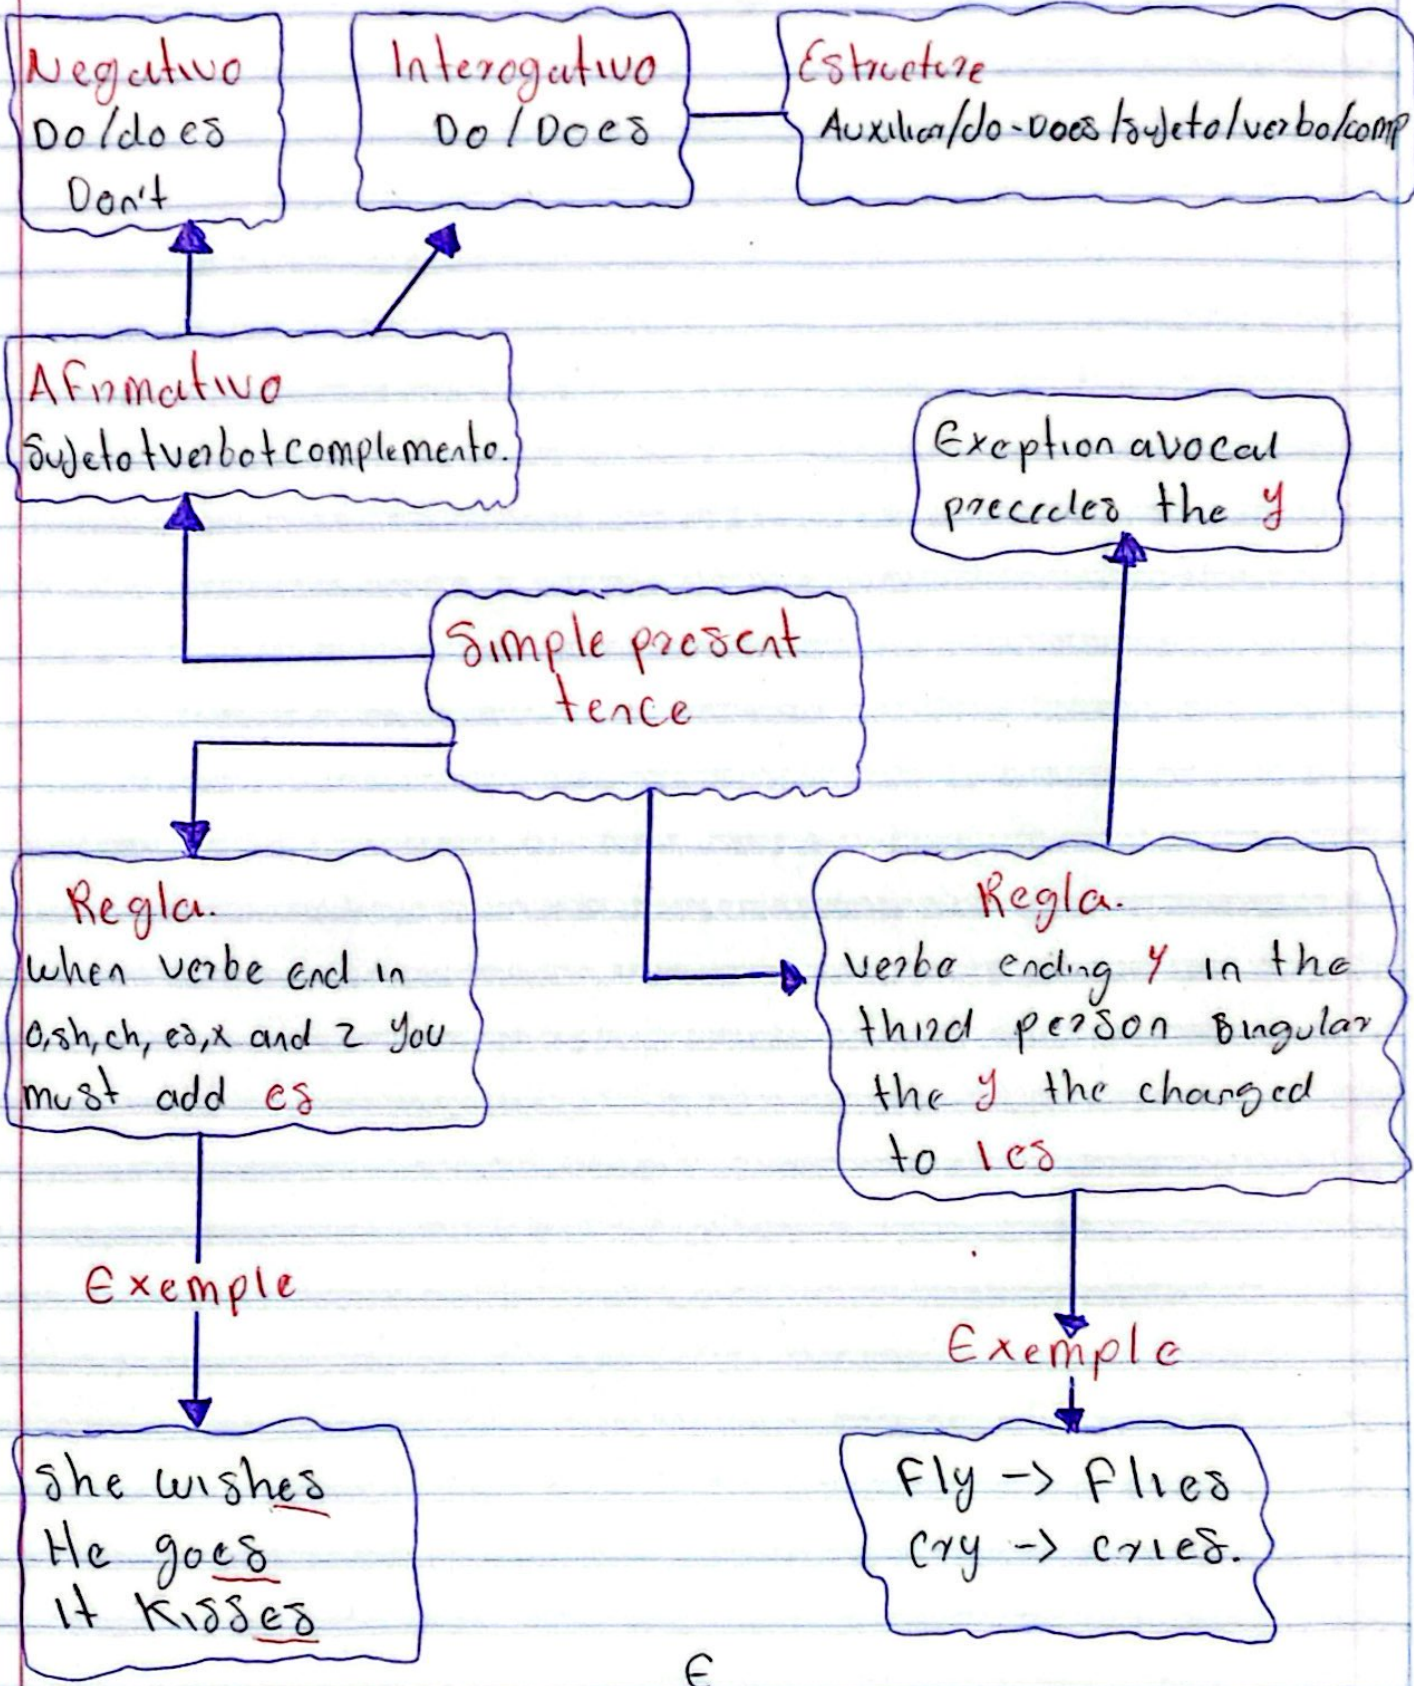 Negativo
Do/does
Don't
Interogativo
Do / Does
Estructure
Auxiliar/do-Does/sujeto/verbo/comp
Afirmativo
Sujeto+verbo+complemento.
Exeption a vocal
precedes the y
Simple present
tence
Regla.
when verbe end in
o,sh,ch, es,x and z you
must add es
Regla.
verbe ending y in the
third person singular
the y the changed
to ies
Exemple
Exemple
She wishes
He goes
It Kisses
Fly -> Flies
Cry -> cries.
E